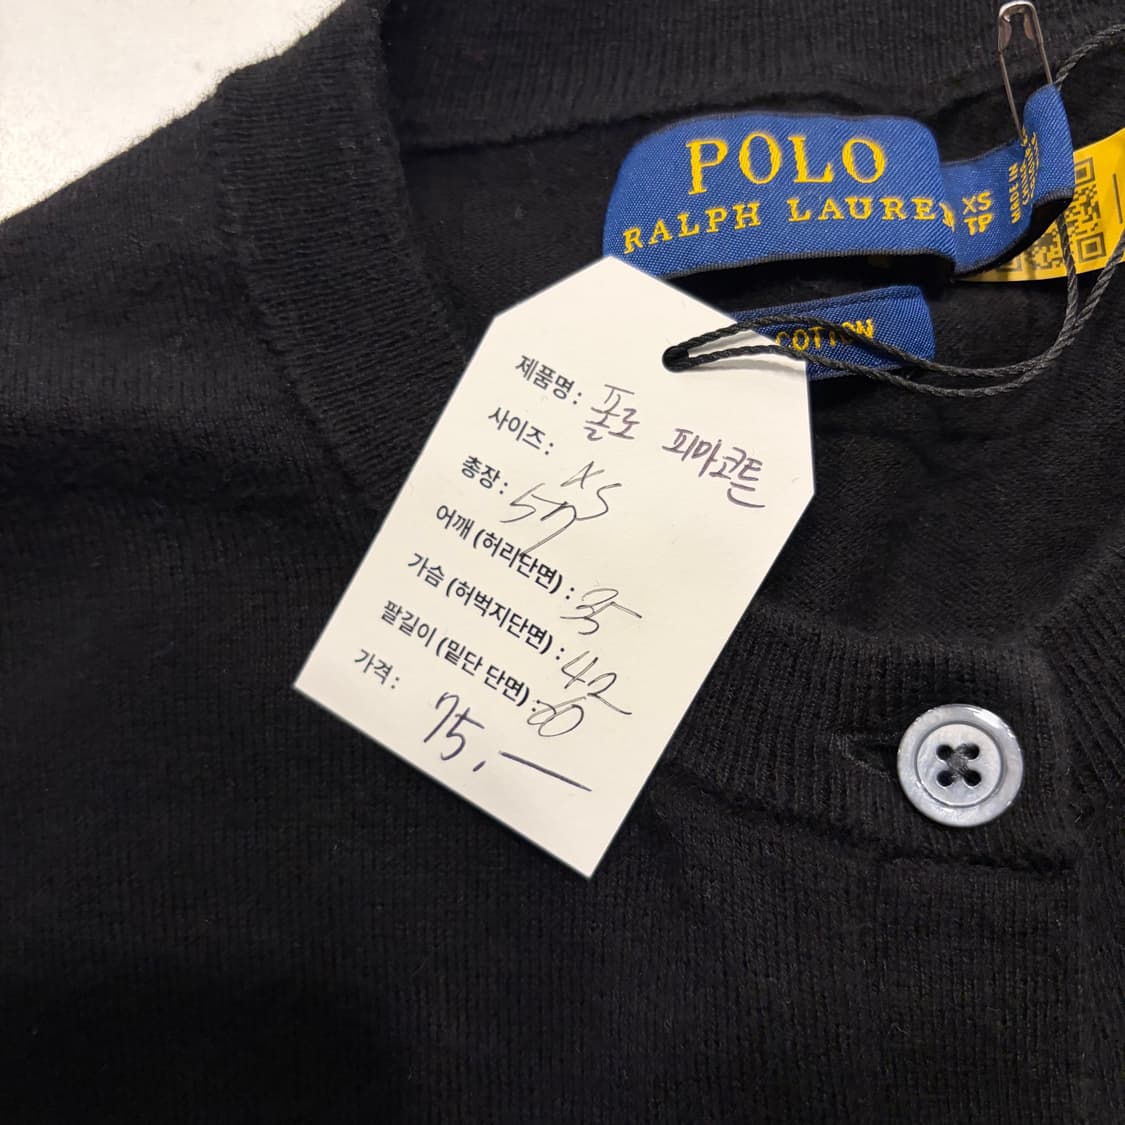 POLO
RALPH LAUREN
XS
TP
MADE IN
COTTON
제품명: 폴로 피마코튼
사이즈: XS
총장: 57
어깨 (허리단면) : 35
가슴 (허벅지단면) : 42
팔길이 (밑단 단면) :
가격: 75,—